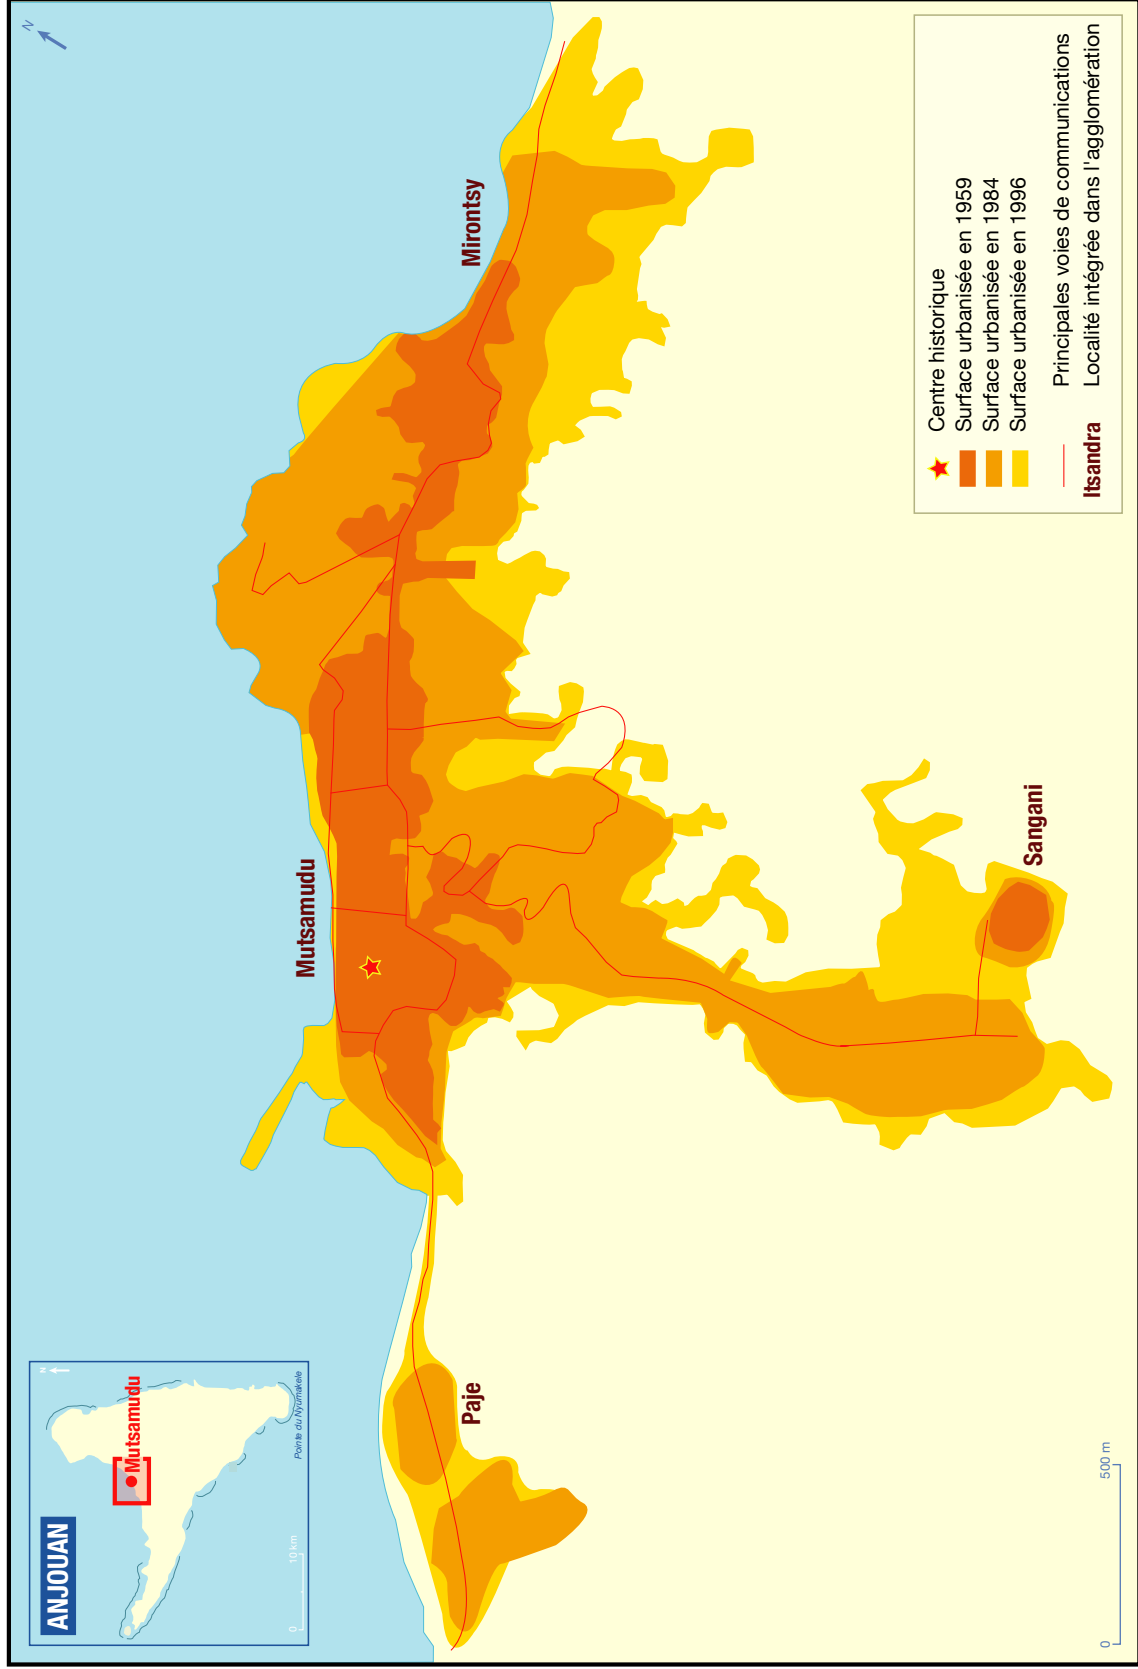 ANJOUAN
N
Mutsamudu
Pointe du Nyumakele
0
10 km
Paje
Mutsamudu
Mirontsy
Sangani
N
0
500 m
Centre historique
Surface urbanisée en 1959
Surface urbanisée en 1984
Surface urbanisée en 1996
Principales voies de communications
Itsandra Localité intégrée dans l'agglomération